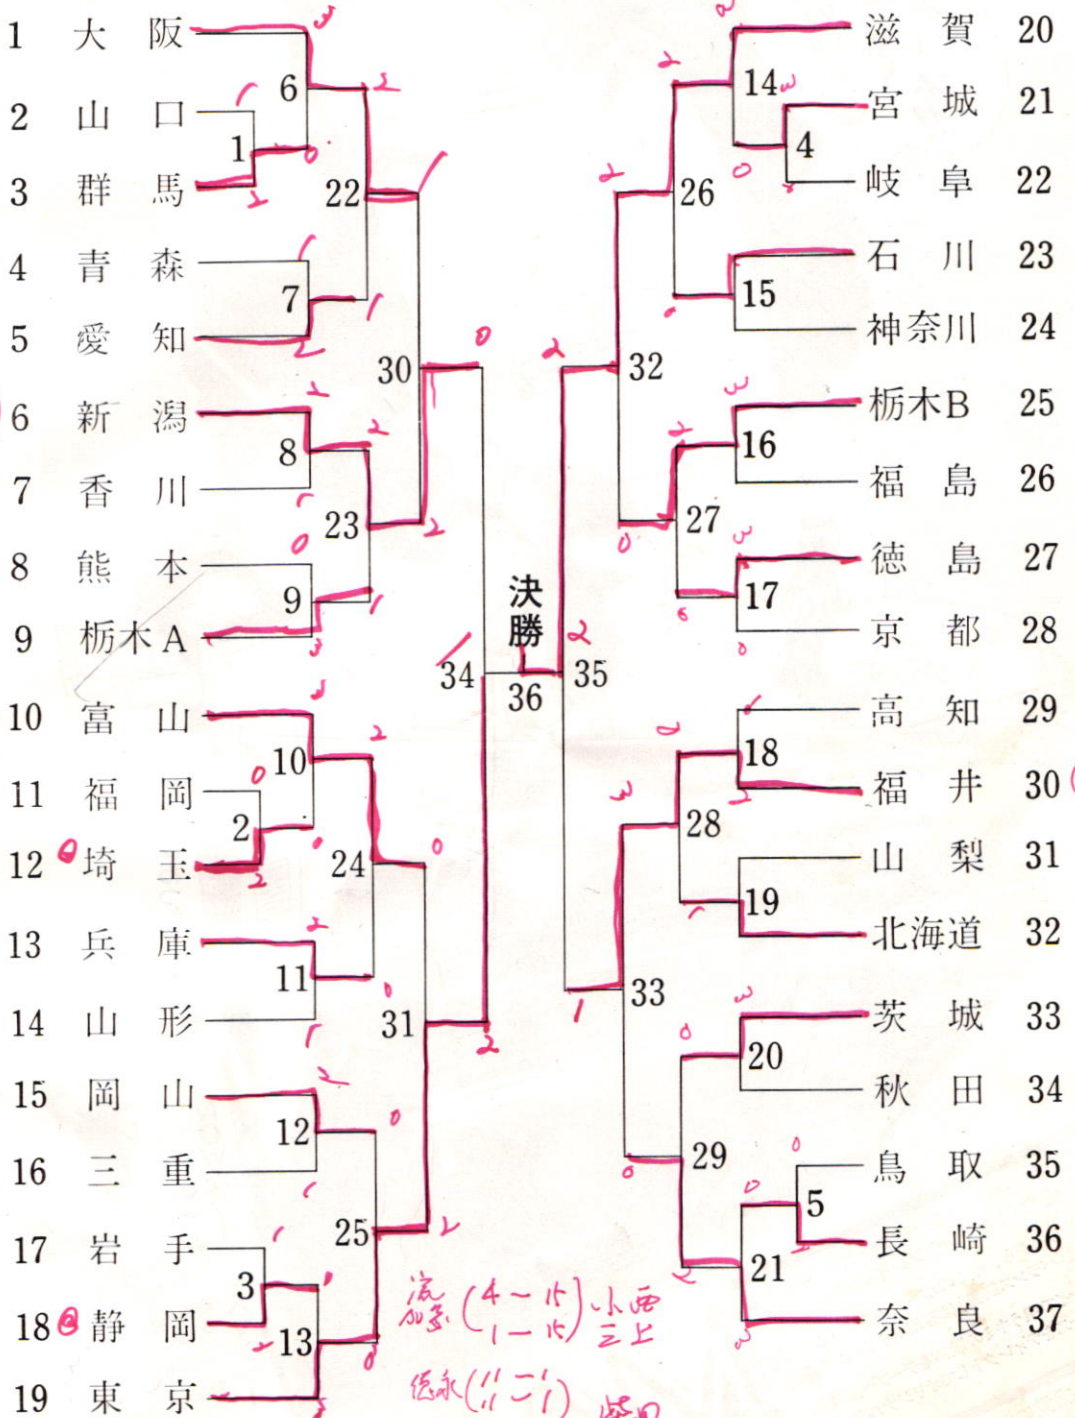 1 大阪
2 山口
3 群馬
4 青森
5 愛知
6 新潟
7 香川
8 熊本
9 栃木A
10 富山
11 福岡
12 埼玉
13 兵庫
14 山形
15 岡山
16 三重
17 岩手
18 静岡
19 東京
6
1
22
7
30
8
23
9
34
10
2
24
11
31
12
25
3
13
決勝
36
35
14
4
26
15
32
16
27
17
18
28
19
33
20
29
5
21
滋賀 20
宮城 21
岐阜 22
石川 23
神奈川 24
栃木B 25
福島 26
徳島 27
京都 28
高知 29
福井 30
山梨 31
北海道 32
茨城 33
秋田 34
鳥取 35
長崎 36
奈良 37
(4-15) 小西
1-15) 三上